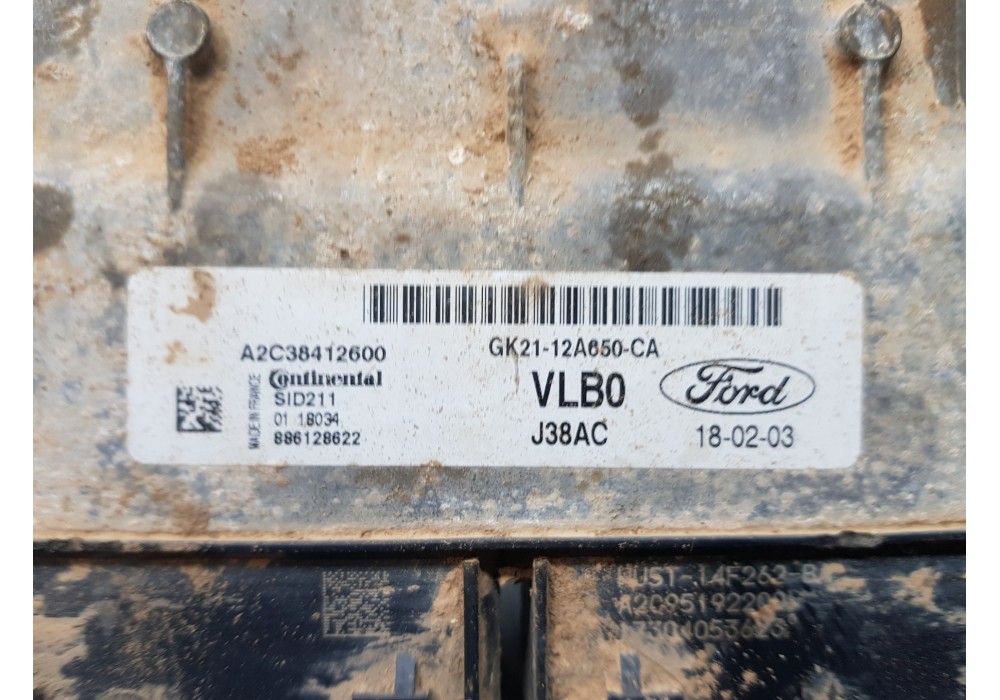 A2C38412600
Continental
SID211
01 18034
886128622
MADE IN FRANCE
GK21-12A650-CA
VLB0
Ford
J38AC
18-02-03